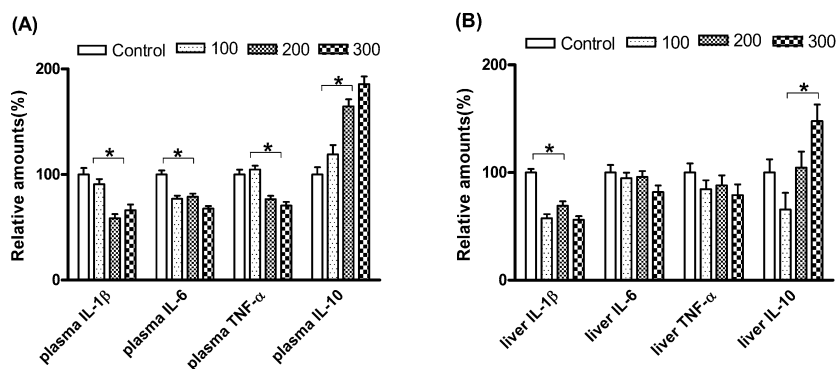 (A)
Control 100 200 300
Relative amounts(%)
200
100
0
*
*
*
*
plasma IL-1β
plasma IL-6
plasma TNF-α
plasma IL-10
(B)
Control 100 200 300
Relative amounts(%)
200
100
0
*
*
liver IL-1β
liver IL-6
liver TNF-α
liver IL-10